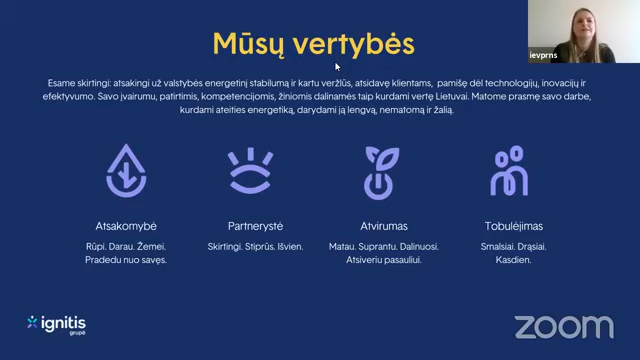 Mūsų vertybės
ievprns
Esame skirtingi: atsakingi už valstybės energetinį stabilumą ir kartu veržlūs, atsidavę klientams, pamišę dėl technologijų, inovacijų ir
efektyvumo. Savo įvairumu, patirtimis, kompetencijomis, žiniomis dalinamės taip kurdami vertę Lietuvai. Matome prasmę savo darbe,
kurdami ateities energetiką, darydami ją lengvą, nematomą ir žalią.
Atsakomybė
Rūpi. Darau. Žemei.
Pradedu nuo savęs.
Partnerystė
Skirtingi. Stiprūs. Išvien.
Atvirumas
Matau. Suprantu. Dalinuosi.
Atsiveriu pasauliui.
Tobulėjimas
Smalsiai. Drąsiai.
Kasdien.
ignitis
grupė
zoom